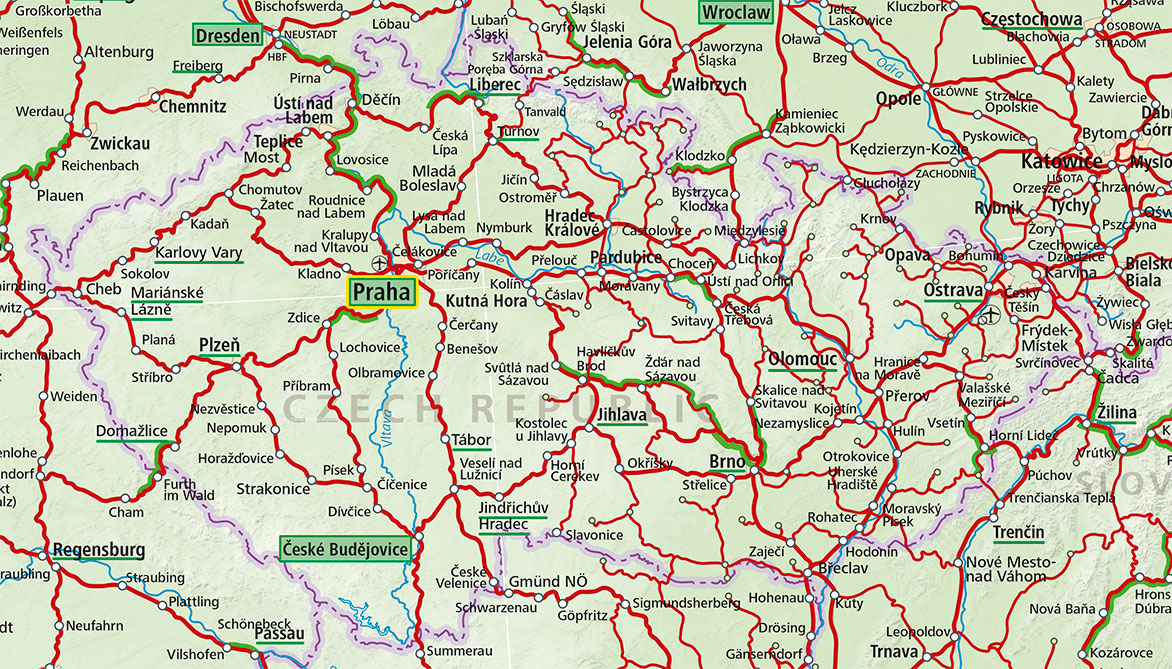 Großkorbetha
Bischofswerda
Löbau
Lubań
Śląski
Śląski
Gryfów Śląski
Wroclaw
Jelcz
Laskowice
Kluczbork
Częstochowa
OSOBOWA
STRADOM
Blachownia
Weißenfels
Altenburg
Dresden
NEUSTADT
HBF
Jelenia Góra
Jaworzyna
Śląska
Oława
Brzeg
Odra
Lubliniec
Szklarska
Poręba Górna
Sędzisław
Wałbrzych
Freiberg
Pirna
Liberec
Tanvald
Kalety
Zawiercie
Werdau
Chemnitz
Ústí nad
Labem
Děčín
Opole
GŁÓWNE
Strzelce
Opolskie
Kamieniec
Ząbkowicki
Zwickau
Reichenbach
Teplice
Most
Česká
Lípa
Turnov
Pyskowice
Bytom
Kędzierzyn-Koźle
ZACHODNIE
Katowice
LIGOTA
Lovosice
Mladá
Boleslav
Kłodzko
Plauen
Chomutov
Žatec
Jičín
Ostroměř
Głuchołazy
Orzesze
Tychy
Chrzanów
Bystrzyca
Kłodzka
Roudnice
nad Labem
Kadaň
Lysa nad
Labem
Hradec
Králové
Krnov
Rybnik
Żory
Pszczyna
Kralupy
nad Vltavou
Nymburk
Castolovice
Miedzylesie
Czechowice
Dziedzice
Karlovy Vary
Čelákovice
Labe
Přelouč
Pardubice
Lichkov
Opava
Bohumín
Sokolov
Kladno
Poříčany
Kolín
Choceň
Karvina
Bielsko
Biala
Cheb
Mariánské
Lázně
Praha
Kutná Hora
Moravany
Ústí nad Orlicí
Ostrava
Český
Těšín
Żywiec
Čáslav
Zdice
Čerčany
Svitavy
Česká
Třebová
Frýdek-
Místek
Planá
Plzeň
Lochovice
Benešov
Havlíčkův
Brod
Žďár nad
Sázavou
Olomouc
Hranice
na Moravě
Svrčinovec
Skalité
Čadca
Stříbro
Příbram
Olbramovice
Svůtlá nad
Sázavou
Skalice nad
Svitavou
Valašské
Meziříčí
Přerov
Weiden
Nezvěstice
CZECH REPUBLIC
Kojetín
Nezamyslice
Žilina
Nepomuk
Vltava
Jihlava
Kostolec
u Jihlavy
Vsetín
Hulín
Horní Lideč
Domažlice
Tábor
Vrútky
Horažďovice
Písek
Veselí nad
Lužnicí
Horní
Cerekev
Okříšky
Brno
Střelice
Otrokovice
Uherské
Hradiště
Púchov
Furth
im Wald
Strakonice
Číčenice
Trenčianska Teplá
Cham
Dívčice
Jindřichův
Hradec
Rohatec
Moravský
Písek
Trenčín
Regensburg
České Budějovice
Slavonice
Zaječí
Hodonín
Břeclav
Nové Mesto-
nad Váhom
Straubing
České
Velenice
Gmünd NÖ
Plattling
Schwarzenau
Göpfritz
Sigmundsherberg
Hohenau
Kúty
Nová Baňa
Neufahrn
Schönebeck
Passau
Drösing
Leopoldov
Vilshofen
Summerau
Gänserndorf
Trnava
Kozárovce